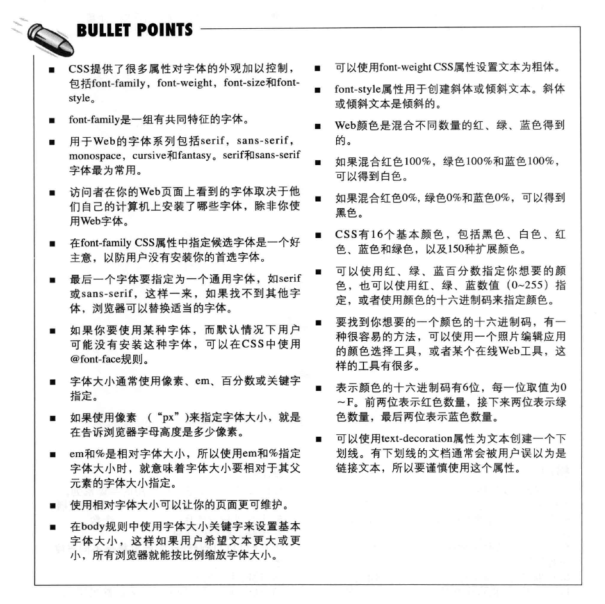 BULLET POINTS
CSS提供了很多属性对字体的外观加以控制，
包括font-family，font-weight，font-size和font-
style。
font-family是一组有共同特征的字体。
用于Web的字体系列包括serif，sans-serif，
monospace，cursive和fantasy。serif和sans-serif
字体最为常用。
访问者在你的Web页面上看到的字体取决于他
们自己的计算机上安装了哪些字体，除非你使
用Web字体。
在font-family CSS属性中指定候选字体是一个好
主意，以防用户没有安装你的首选字体。
最后一个字体要指定为一个通用字体，如serif
或sans-serif，这样一来，如果找不到其他字
体，浏览器可以替换适当的字体。
如果你要使用某种字体，而默认情况下用户
可能没有安装这种字体，可以在CSS中使用
@font-face规则。
字体大小通常使用像素、em、百分数或关键字
指定。
如果使用像素 （“px”）来指定字体大小，就是
在告诉浏览器字母高度是多少像素。
em和%是相对字体大小，所以使用em和%指定
字体大小时，就意味着字体大小要相对于其父
元素的字体大小指定。
使用相对字体大小可以让你的页面更可维护。
在body规则中使用字体大小关键字来设置基本
字体大小，这样如果用户希望文本更大或更
小，所有浏览器就能按比例缩放字体大小。
可以使用font-weight CSS属性设置文本为粗体。
font-style属性用于创建斜体或倾斜文本。斜体
或倾斜文本是倾斜的。
Web颜色是混合不同数量的红、绿、蓝色得到
的。
如果混合红色100%，绿色100%和蓝色100%，
可以得到白色。
如果混合红色0%, 绿色0%和蓝色0%，可以得到
黑色。
CSS有16个基本颜色，包括黑色、白色、红
色、蓝色和绿色，以及150种扩展颜色。
可以使用红、绿、蓝百分数指定你想要的颜
色，也可以使用红、绿、蓝数值（0~255）指
定，或者使用颜色的十六进制码来指定颜色。
要找到你想要的一个颜色的十六进制码，有一
种很容易的方法，可以使用一个照片编辑应用
的颜色选择工具，或者某个在线Web工具，这
样的工具有很多。
表示颜色的十六进制码有6位，每一位取值为0
~F。前两位表示红色数量，接下来两位表示绿
色数量，最后两位表示蓝色数量。
可以使用text-decoration属性为文本创建一个下
划线。有下划线的文档通常会被用户误以为是
链接文本，所以要谨慎使用这个属性。